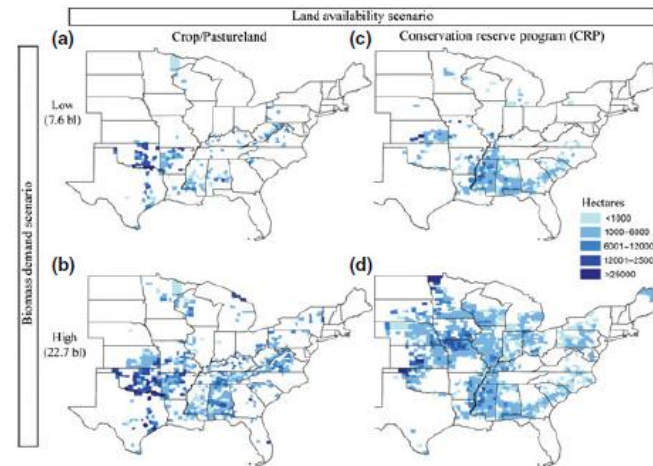 Land availability scenario
(a) Crop/Pastureland
(c) Conservation reserve program (CRP)
Biomass demand scenario
Low
(7.6 bl)
Hectares
<1000
1000–6000
6001–12000
12001–2500
>25000
(b)
(d)
High
(22.7 bl)